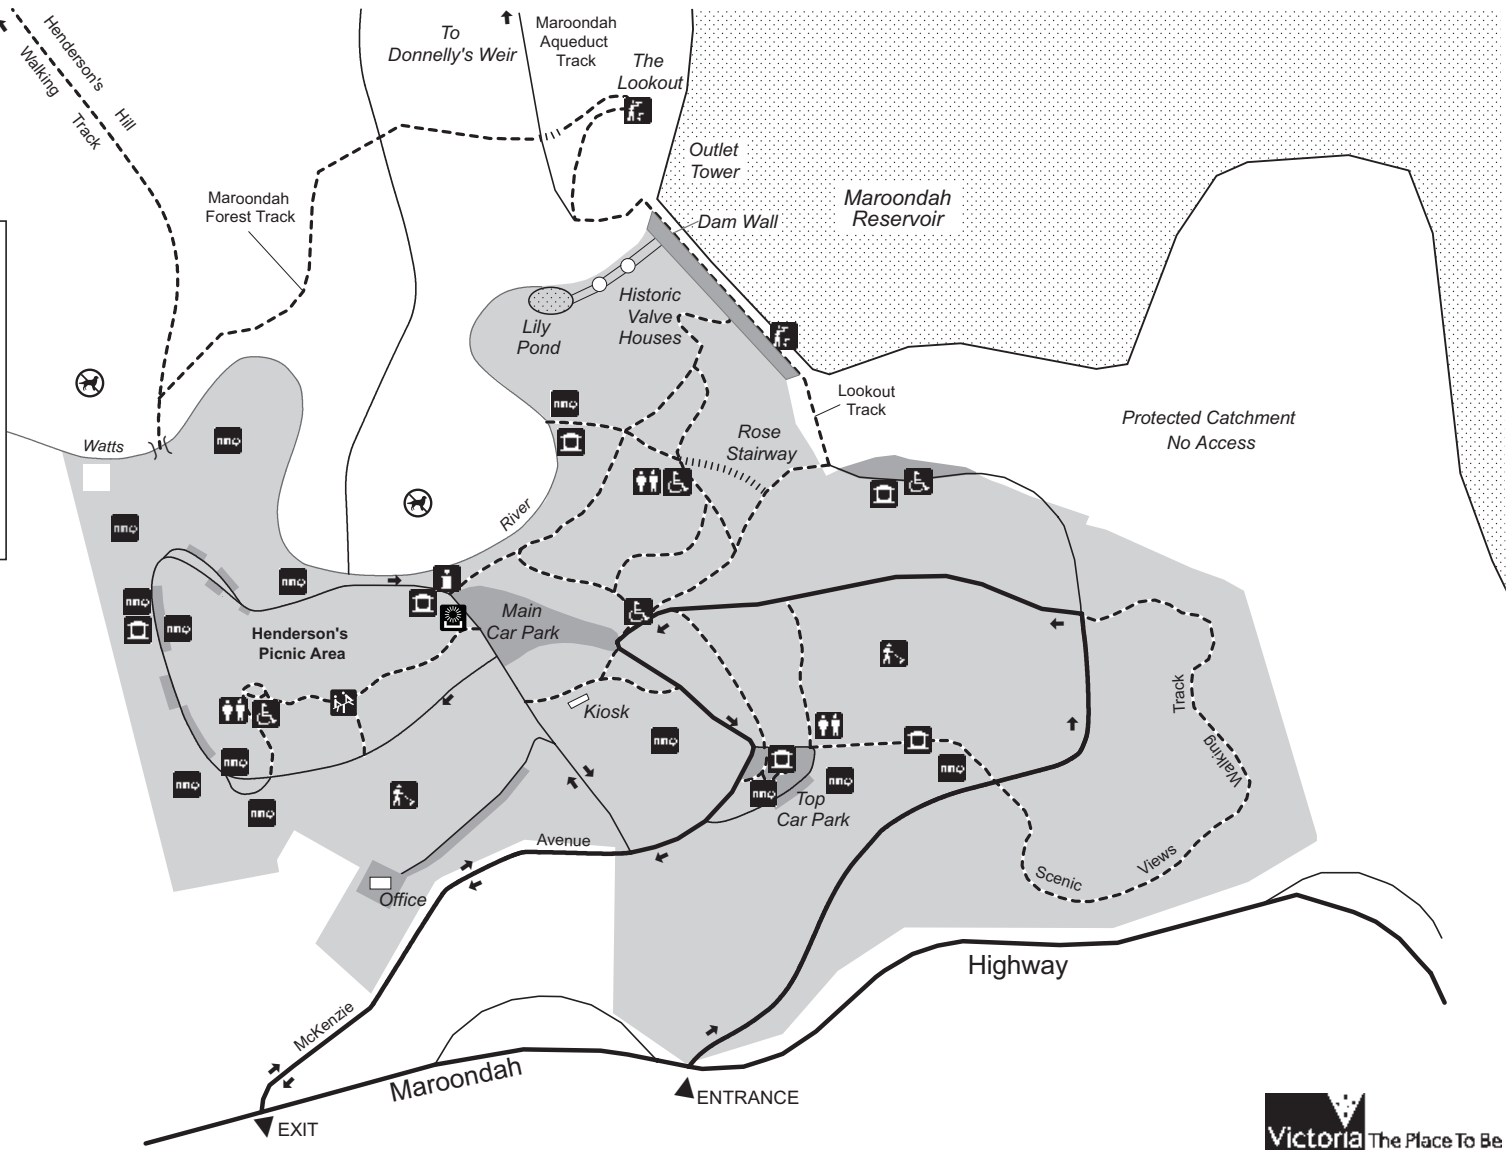 To
Donnelly's Weir
Maroondah
Aqueduct
Track
The
Lookout
Henderson's
Hill
Walking
Track
Outlet
Tower
Maroondah
Forest Track
Maroondah
Reservoir
Dam Wall
Historic
Valve
Houses
Lily
Pond
Lookout
Track
Protected Catchment
No Access
Watts
River
Rose
Stairway
Main
Car Park
Henderson's
Picnic Area
Kiosk
Track
Walking
Views
Scenic
Top
Car Park
Avenue
Office
McKenzie
Highway
Maroondah
ENTRANCE
EXIT
Victoria The Place To Be